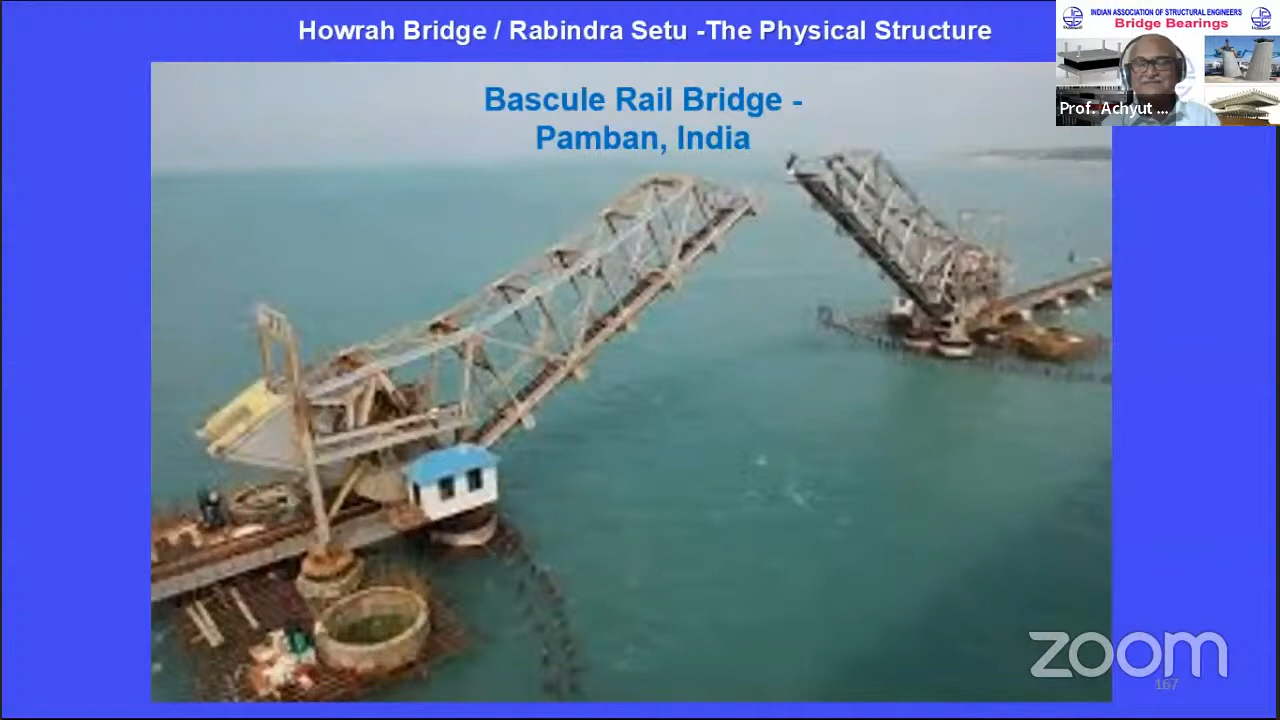 Howrah Bridge / Rabindra Setu -The Physical Structure
INDIAN ASSOCIATION OF STRUCTURAL ENGINEERS
Bridge Bearings
Prof. Achyut ...
Bascule Rail Bridge -
Pamban, India
zoom
167